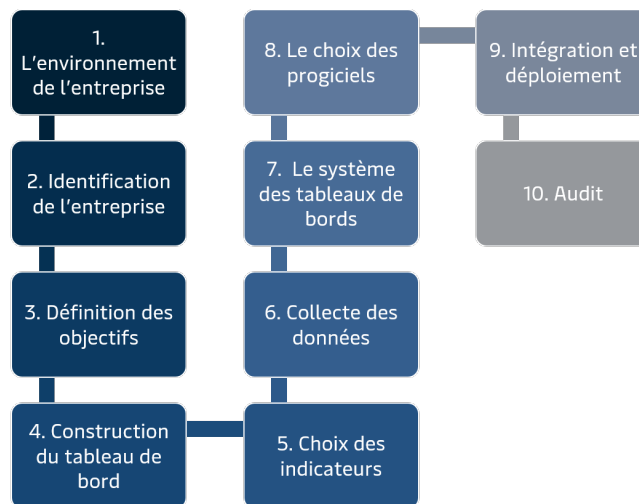 1.
L'environnement
de l'entreprise
2. Identification
de l'entreprise
3. Définition des
objectifs
4. Construction
du tableau de
bord
5. Choix des
indicateurs
6. Collecte des
données
7. Le système
des tableaux de
bords
8. Le choix des
progiciels
9. Intégration et
déploiement
10. Audit